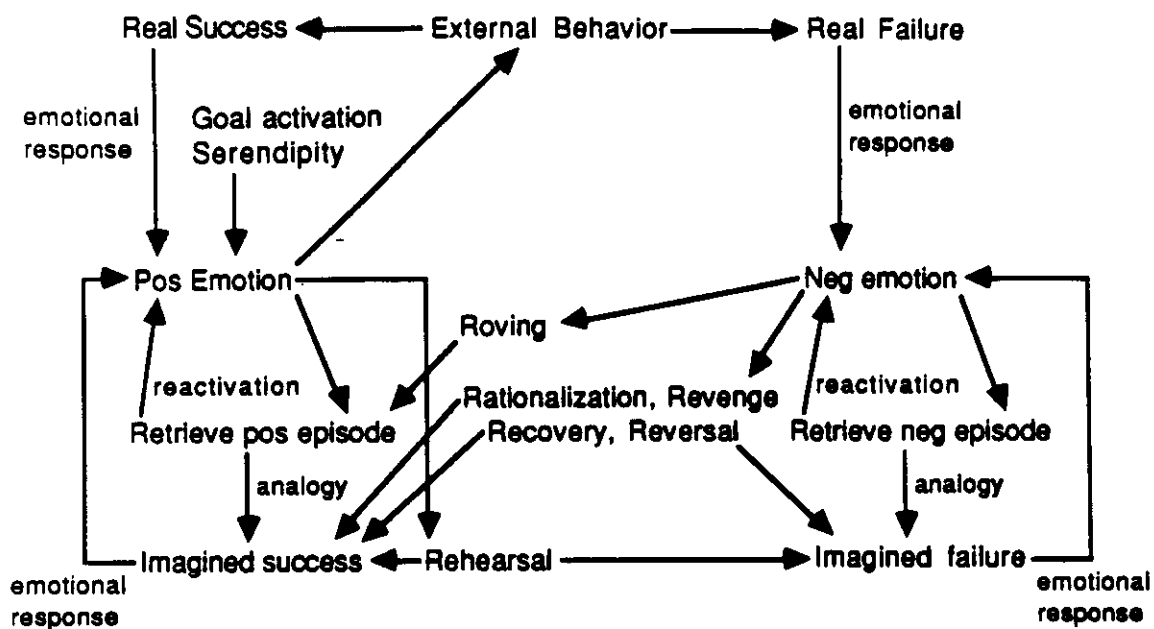 Real Success
External Behavior
Real Failure
emotional
response
Goal activation
Serendipity
emotional
response
Pos Emotion
Neg emotion
Roving
reactivation
Rationalization, Revenge
reactivation
Retrieve pos episode
Recovery, Reversal
Retrieve neg episode
analogy
analogy
Imagined success
Rehearsal
Imagined failure
emotional
response
emotional
response